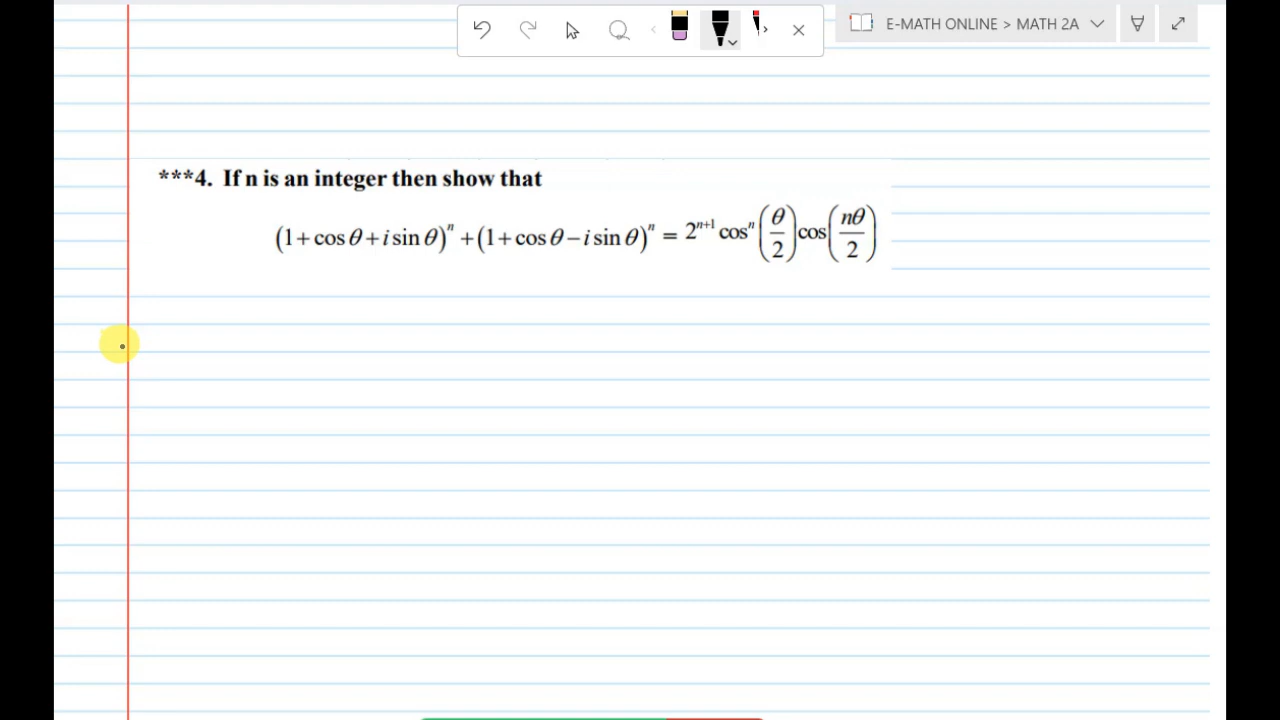 E-MATH ONLINE > MATH 2A
***4. If n is an integer then show that
(1+cos θ+i sin θ)ⁿ +(1+cos θ−i sin θ)ⁿ = 2ⁿ⁺¹ cosⁿ(θ/2)cos(nθ/2)